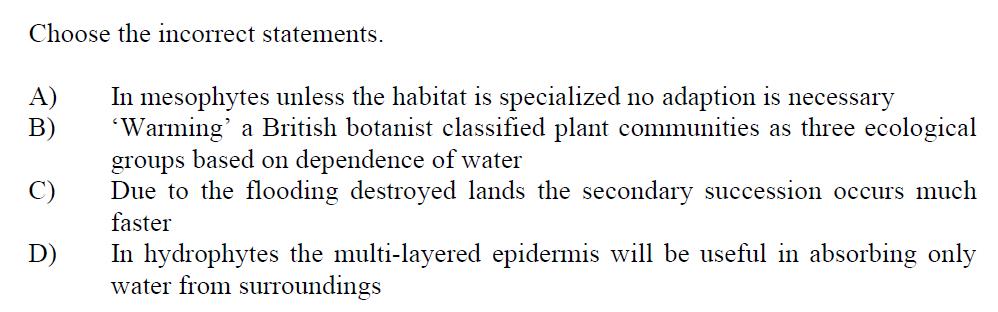 Choose the incorrect statements.
A) In mesophytes unless the habitat is specialized no adaption is necessary
B) ‘Warming’ a British botanist classified plant communities as three ecological
groups based on dependence of water
C) Due to the flooding destroyed lands the secondary succession occurs much
faster
D) In hydrophytes the multi-layered epidermis will be useful in absorbing only
water from surroundings